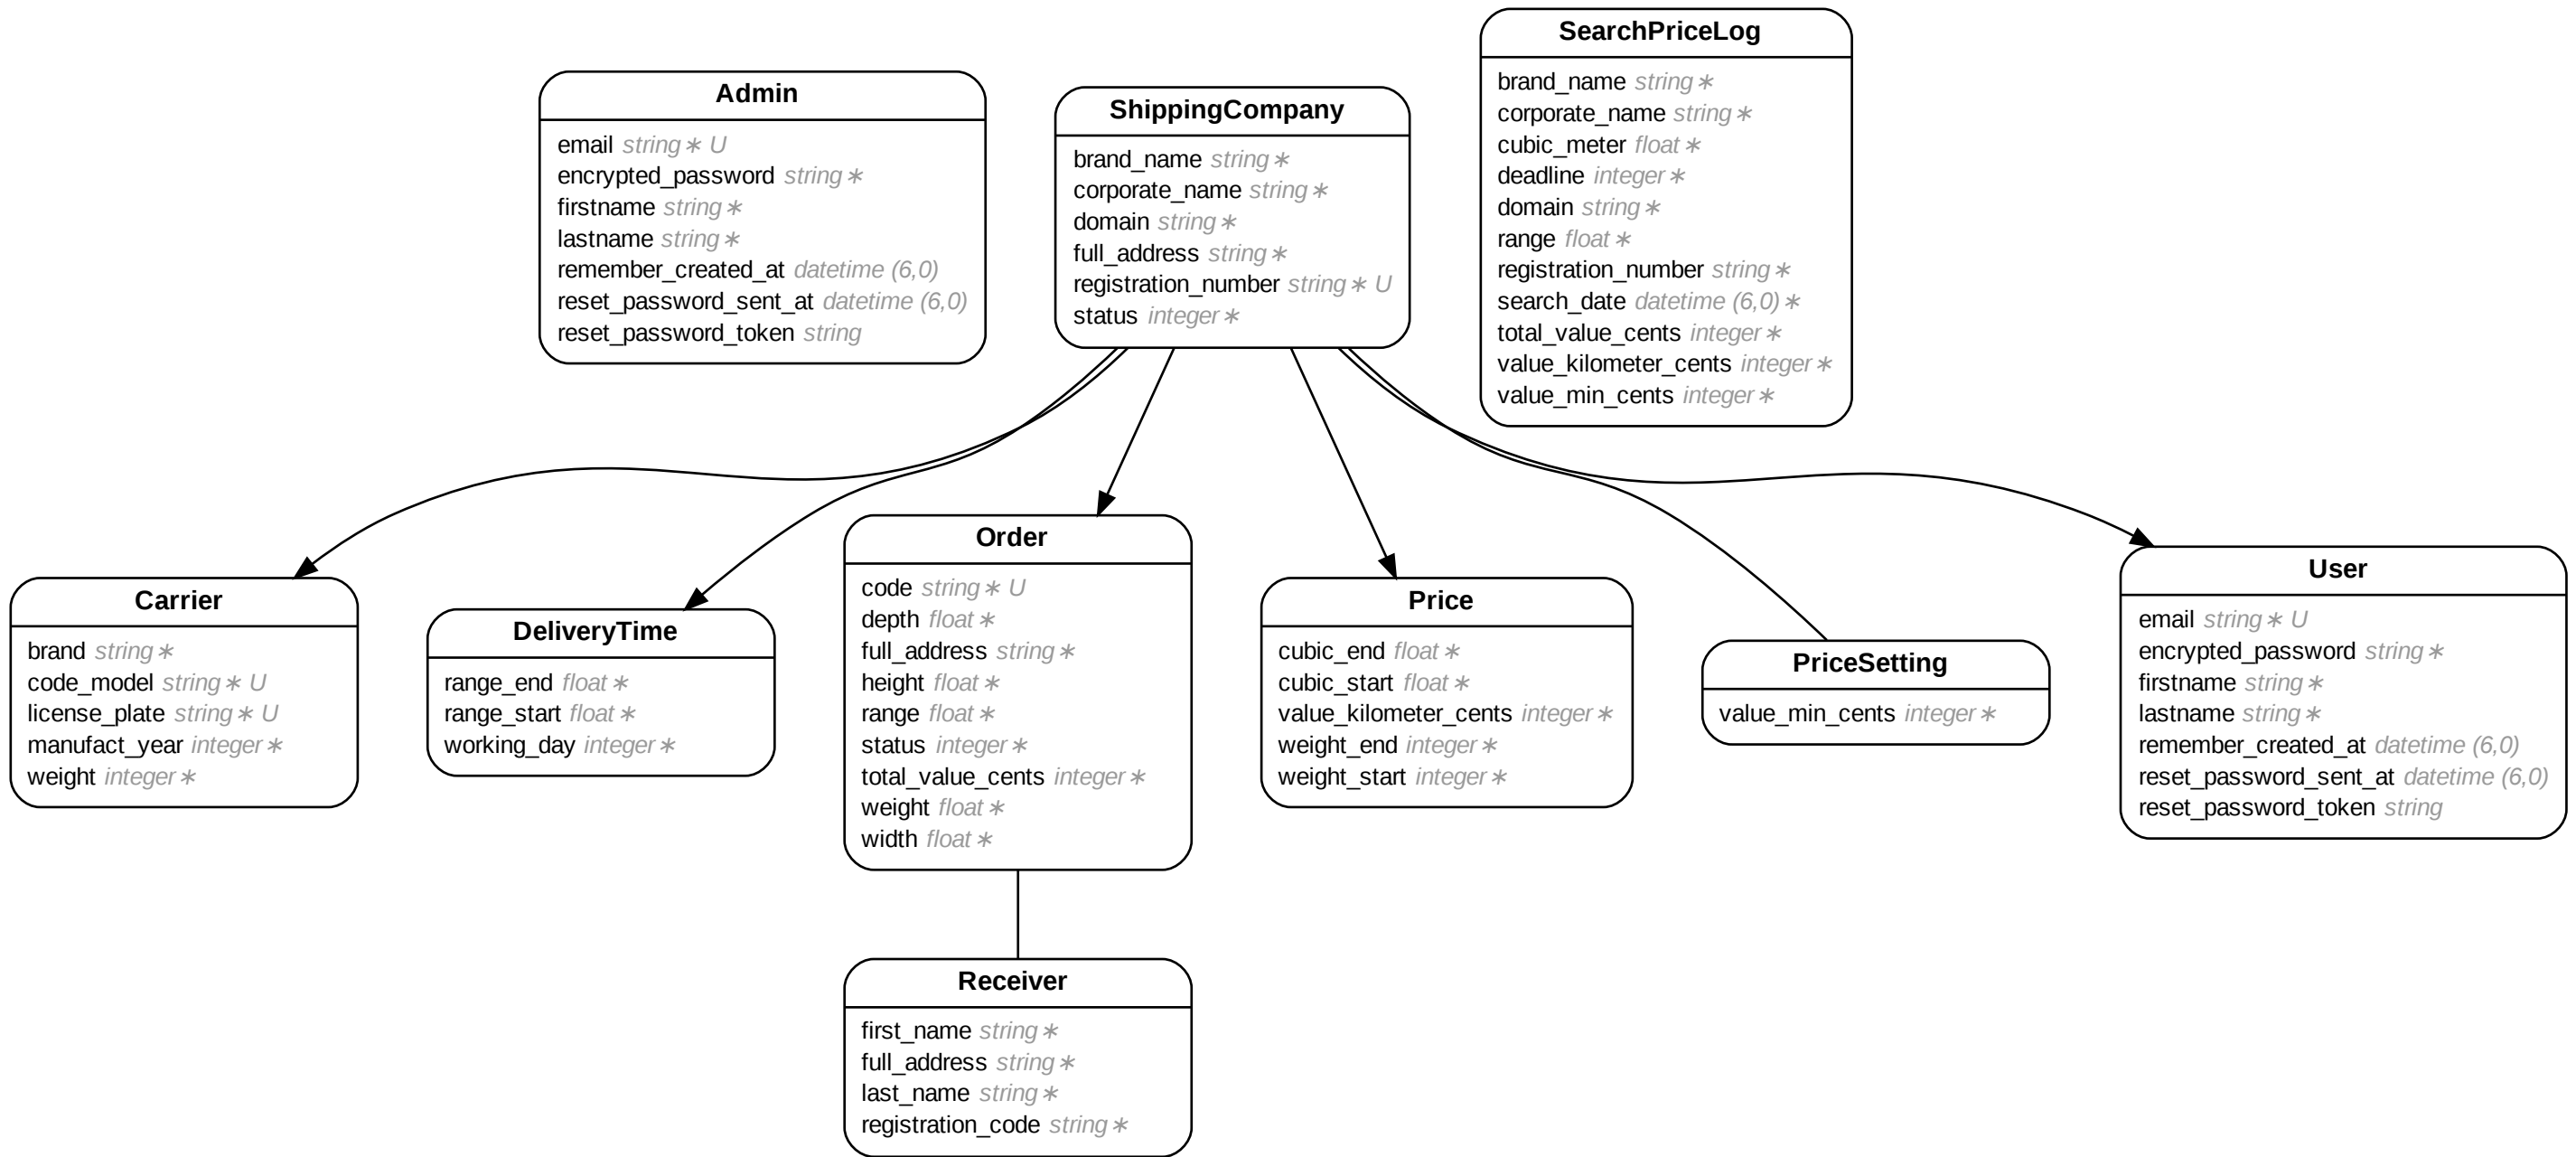 Admin
email string ∗ U
encrypted_password string ∗
firstname string ∗
lastname string ∗
remember_created_at datetime (6,0)
reset_password_sent_at datetime (6,0)
reset_password_token string
ShippingCompany
brand_name string ∗
corporate_name string ∗
domain string ∗
full_address string ∗
registration_number string ∗ U
status integer ∗
SearchPriceLog
brand_name string ∗
corporate_name string ∗
cubic_meter float ∗
deadline integer ∗
domain string ∗
range float ∗
registration_number string ∗
search_date datetime (6,0) ∗
total_value_cents integer ∗
value_kilometer_cents integer ∗
value_min_cents integer ∗
Carrier
brand string ∗
code_model string ∗ U
license_plate string ∗ U
manufact_year integer ∗
weight integer ∗
DeliveryTime
range_end float ∗
range_start float ∗
working_day integer ∗
Order
code string ∗ U
depth float ∗
full_address string ∗
height float ∗
range float ∗
status integer ∗
total_value_cents integer ∗
weight float ∗
width float ∗
Price
cubic_end float ∗
cubic_start float ∗
value_kilometer_cents integer ∗
weight_end integer ∗
weight_start integer ∗
PriceSetting
value_min_cents integer ∗
User
email string ∗ U
encrypted_password string ∗
firstname string ∗
lastname string ∗
remember_created_at datetime (6,0)
reset_password_sent_at datetime (6,0)
reset_password_token string
Receiver
first_name string ∗
full_address string ∗
last_name string ∗
registration_code string ∗